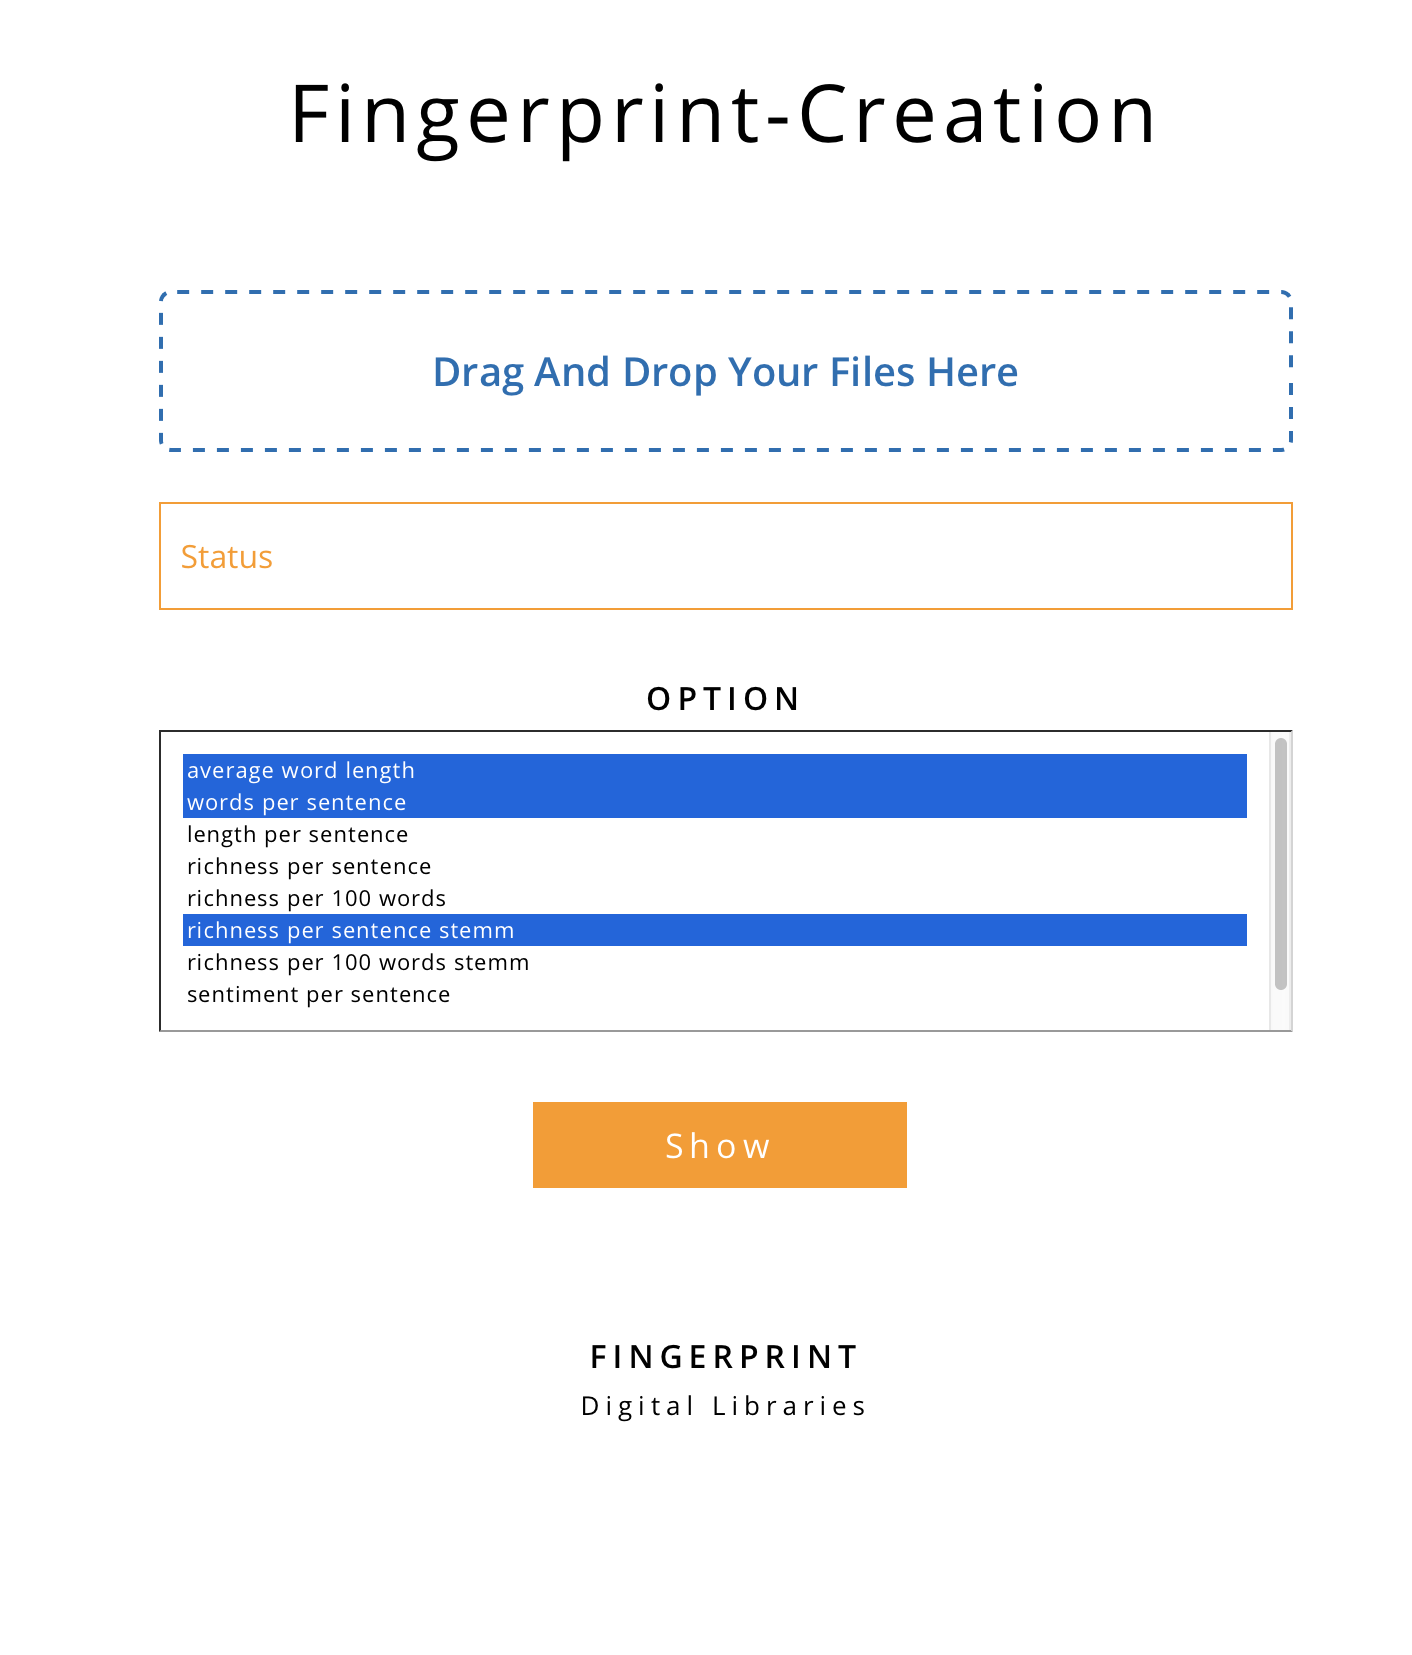 Fingerprint-Creation
Drag And Drop Your Files Here
Status
OPTION
average word length
words per sentence
length per sentence
richness per sentence
richness per 100 words
richness per sentence stemm
richness per 100 words stemm
sentiment per sentence
Show
FINGERPRINT
Digital Libraries